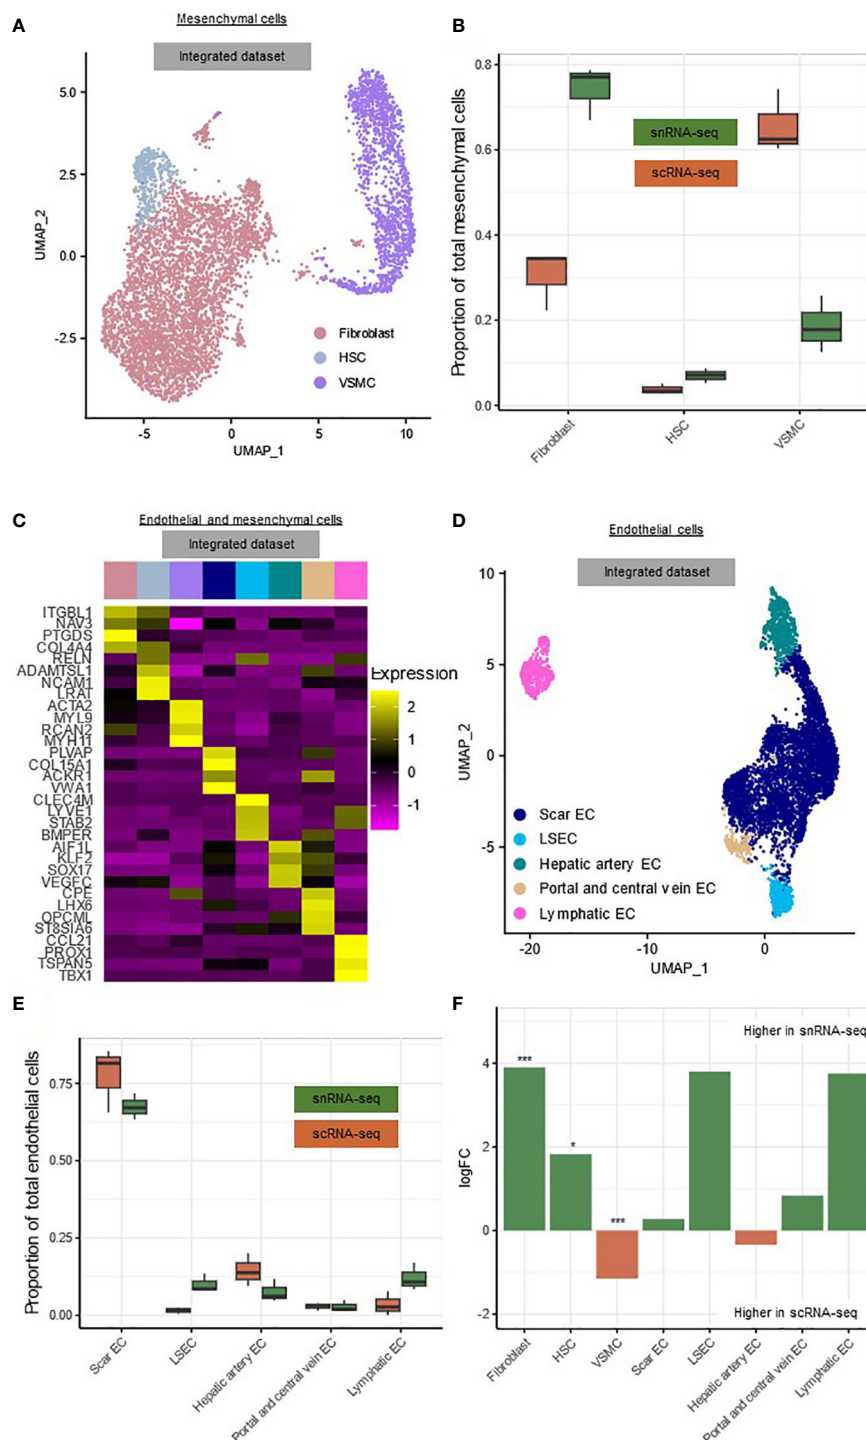 A
Mesenchymal cells
Integrated dataset
5.0
2.5
0.0
-2.5
UMAP_2
-5
0
5
10
UMAP_1
Fibroblast
HSC
VSMC
B
0.8
0.6
0.4
0.2
0.0
Proportion of total mesenchymal cells
snRNA-seq
scRNA-seq
Fibroblast
HSC
VSMC
C
Endothelial and mesenchymal cells
Integrated dataset
ITGBL1
NAV3
PTGDS
COL4A4
RELN
ADAMTSL1
NCAM1
LRAT
ACTA2
MYL9
RCAN2
MYH11
PLVAP
COL15A1
ACKR1
VWA1
CLEC4M
LYVE1
STAB2
BMPER
AIF1L
KLF2
SOX17
VEGFC
CPE
LHX6
OPCML
ST8SIA6
CCL21
PROX1
TSPAN5
TBX1
Expression
2
1
0
-1
D
Endothelial cells
Integrated dataset
10
5
0
-5
UMAP_2
-20
-10
0
UMAP_1
Scar EC
LSEC
Hepatic artery EC
Portal and central vein EC
Lymphatic EC
E
0.75
0.50
0.25
0.00
Proportion of total endothelial cells
snRNA-seq
scRNA-seq
Scar EC
LSEC
Hepatic artery EC
Portal and central vein EC
Lymphatic EC
F
Higher in snRNA-seq
4
2
0
-2
logFC
***
*
***
Higher in scRNA-seq
Fibroblast
HSC
VSMC
Scar EC
LSEC
Hepatic artery EC
Portal and central vein EC
Lymphatic EC